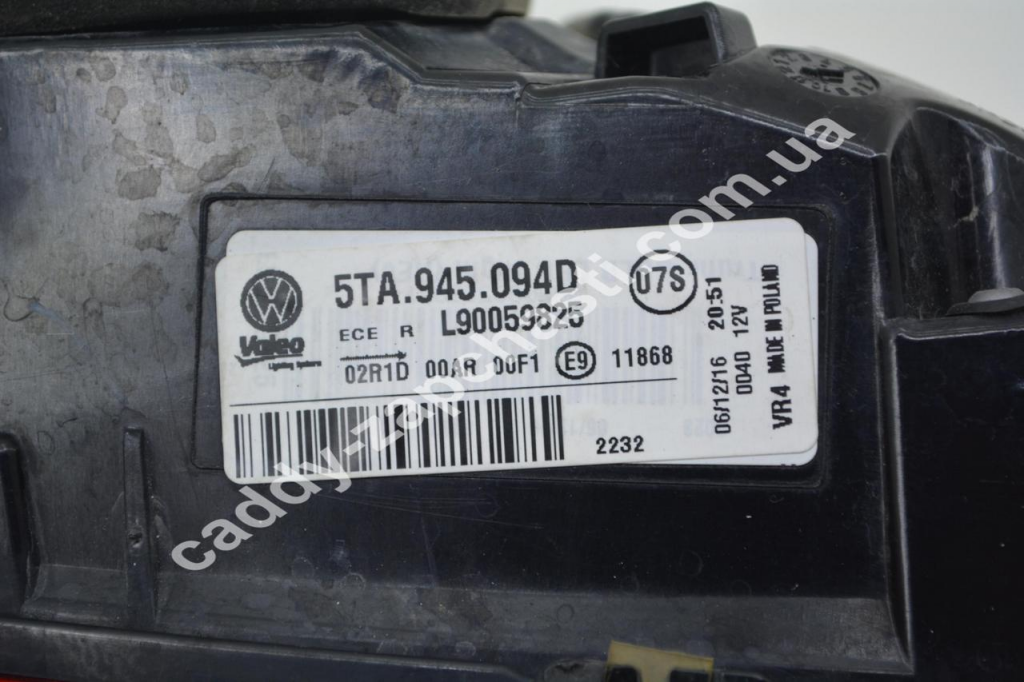 5TA.945.094D
07S
ECE R L90059825
Valeo
Lighting Systems
02R1D 00AR 00F1 E9 11868
2232
06/12/16 20:51
0040 12V
VR4 MADE IN POLAND
caddy-zapchasti.com.ua